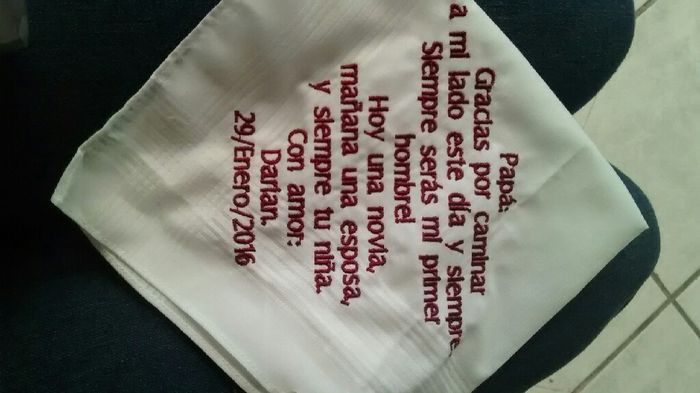 Papá:
Gracias por caminar
a mi lado este día y siempre.
Siempre serás mi primer
hombre!
Hoy una novia,
mañana una esposa,
y siempre tu niña.
Con amor:
Darian.
29/Enero/2016